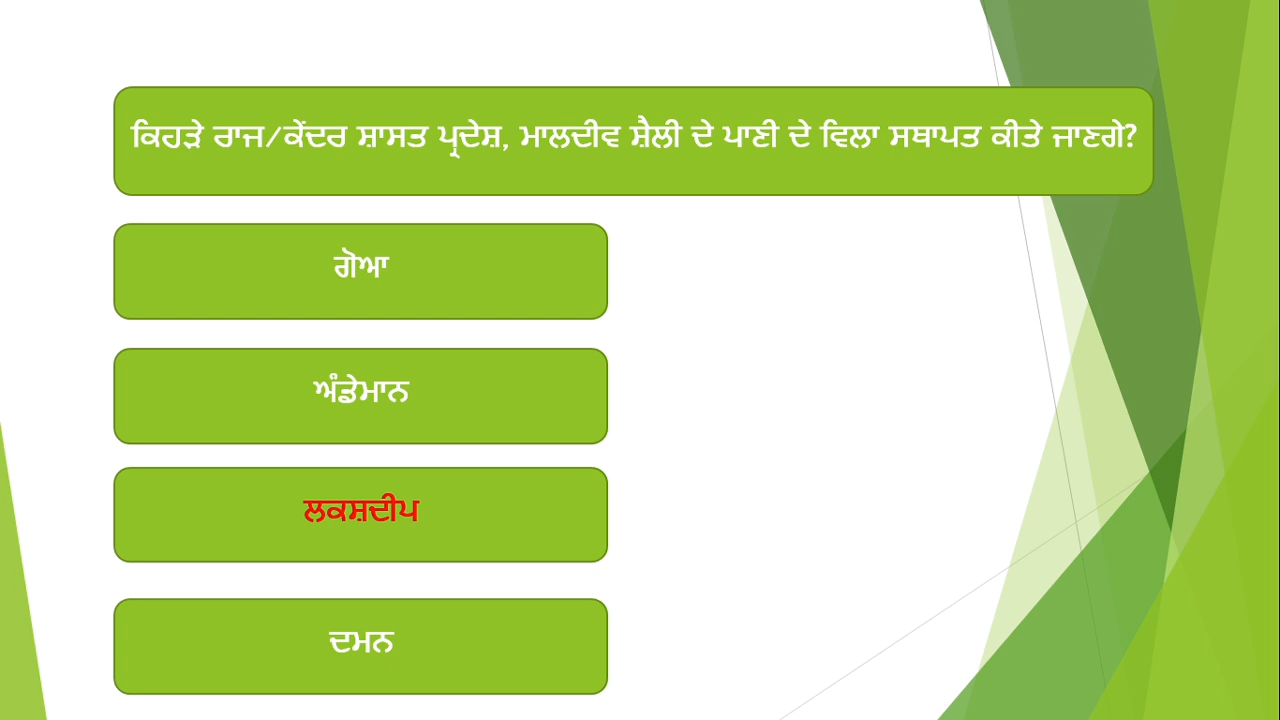 ਕਿਹੜੇ ਰਾਜ/ਕੇਂਦਰ ਸ਼ਾਸਤ ਪ੍ਰਦੇਸ਼, ਮਾਲਦੀਵ ਸ਼ੈਲੀ ਦੇ ਪਾਣੀ ਦੇ ਵਿਲਾ ਸਥਾਪਤ ਕੀਤੇ ਜਾਣਗੇ?
ਗੋਆ
ਅੰਡੇਮਾਨ
ਲਕਸ਼ਦੀਪ
ਦਮਨ